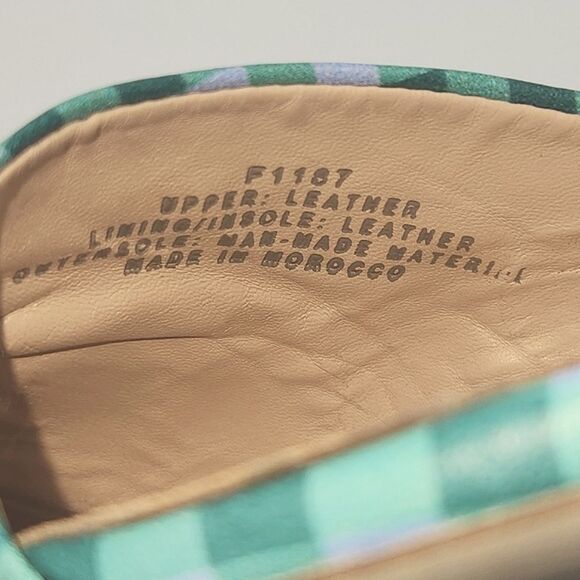 F1187
UPPER: LEATHER
LINING/INSOLE: LEATHER
OUTERSOLE: MAN-MADE MATERIAL
MADE IN MOROCCO